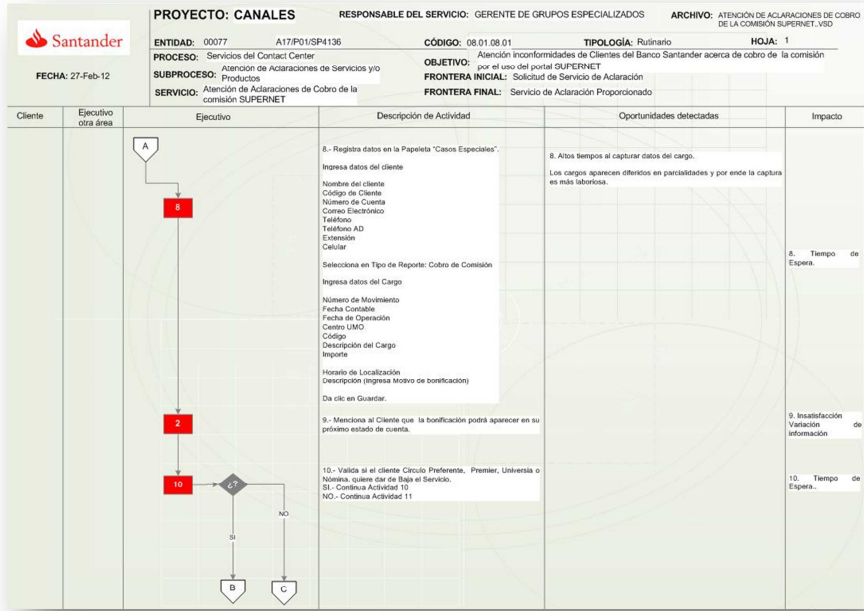 PROYECTO: CANALES
RESPONSABLE DEL SERVICIO: GERENTE DE GRUPOS ESPECIALIZADOS
ARCHIVO: ATENCIÓN DE ACLARACIONES DE COBRO
DE LA COMISIÓN SUPERNET..VSD
Santander
FECHA: 27-Feb-12
ENTIDAD: 00077 A17/P01/SP4136
CÓDIGO: 08.01.08.01
TIPOLOGÍA: Rutinario
HOJA: 1
PROCESO: Servicios del Contact Center
SUBPROCESO: Atención de Aclaraciones de Servicios y/o
Productos
SERVICIO: Atención de Aclaraciones de Cobro de la
comisión SUPERNET
OBJETIVO: Atención inconformidades de Clientes del Banco Santander acerca de cobro de la comisión
por el uso del portal SUPERNET
FRONTERA INICIAL: Solicitud de Servicio de Aclaración
FRONTERA FINAL: Servicio de Aclaración Proporcionado
Cliente
Ejecutivo
otra área
Ejecutivo
Descripción de Actividad
Oportunidades detectadas
Impacto
A
8
8.- Registra datos en la Papeleta "Casos Especiales".
Ingresa datos del cliente
Nombre del cliente
Código de Cliente
Número de Cuenta
Correo Electrónico
Teléfono
Teléfono AD
Extensión
Celular
Selecciona en Tipo de Reporte: Cobro de Comisión
Ingresa datos del Cargo
Número de Movimiento
Fecha Contable
Fecha de Operación
Centro UMO
Código
Descripción del Cargo
Importe
Horario de Localización
Descripción (Ingresa Motivo de bonificación)
Da clic en Guardar.
8. Altos tiempos al capturar datos del cargo.
Los cargos aparecen diferidos en parcialidades y por ende la captura
es más laboriosa.
8. Tiempo de
Espera.
2
9.- Menciona al Cliente que la bonificación podrá aparecer en su
próximo estado de cuenta.
9. Insatisfacción
Variación de
información
10
¿?
10.- Valida si el cliente Circulo Preferente, Premier, Universia o
Nómina. quiere dar de Baja el Servicio.
SI.- Continua Actividad 10
NO.- Continua Actividad 11
10. Tiempo de
Espera..
NO
SI
B
C